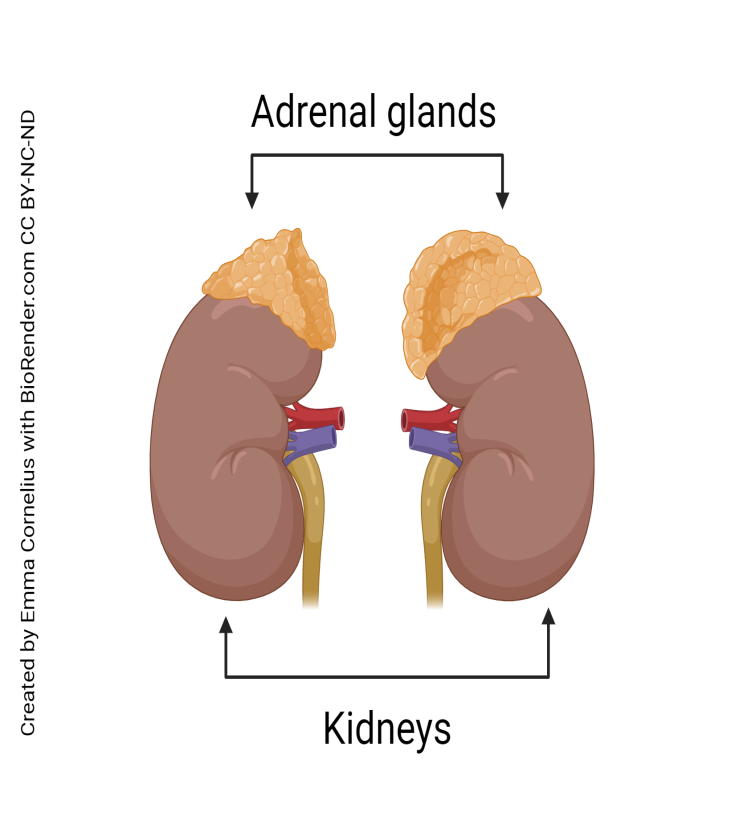 Adrenal glands
Kidneys
Created by Emma Cornelius with BioRender.com CC BY-NC-ND